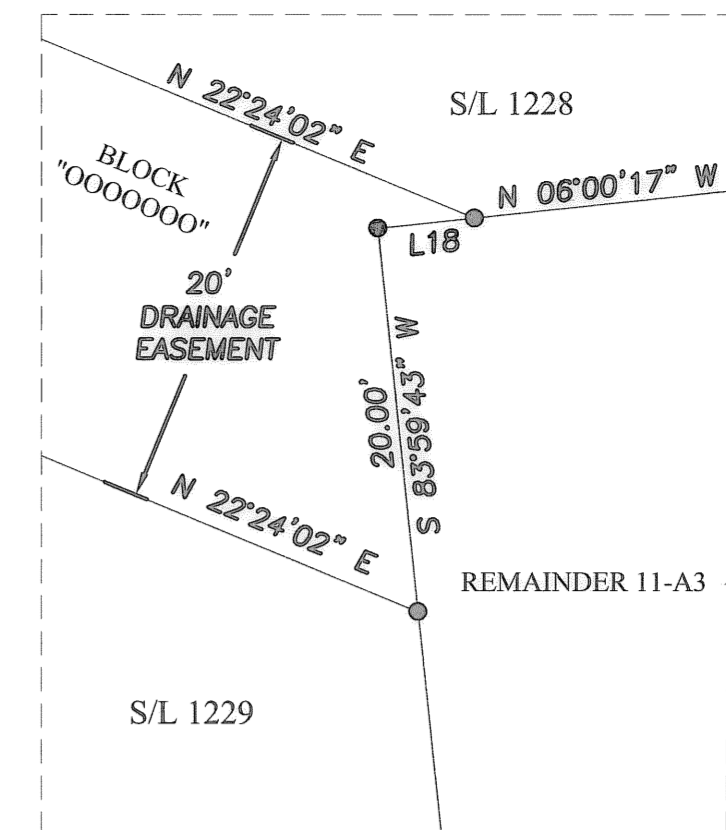 N 22°24'02" E
S/L 1228
BLOCK
"OOOOOOO"
N 06°00'17" W
L18
20'
DRAINAGE
EASEMENT
20.00'
S 83°59'43" W
N 22°24'02" E
REMAINDER 11-A3
S/L 1229